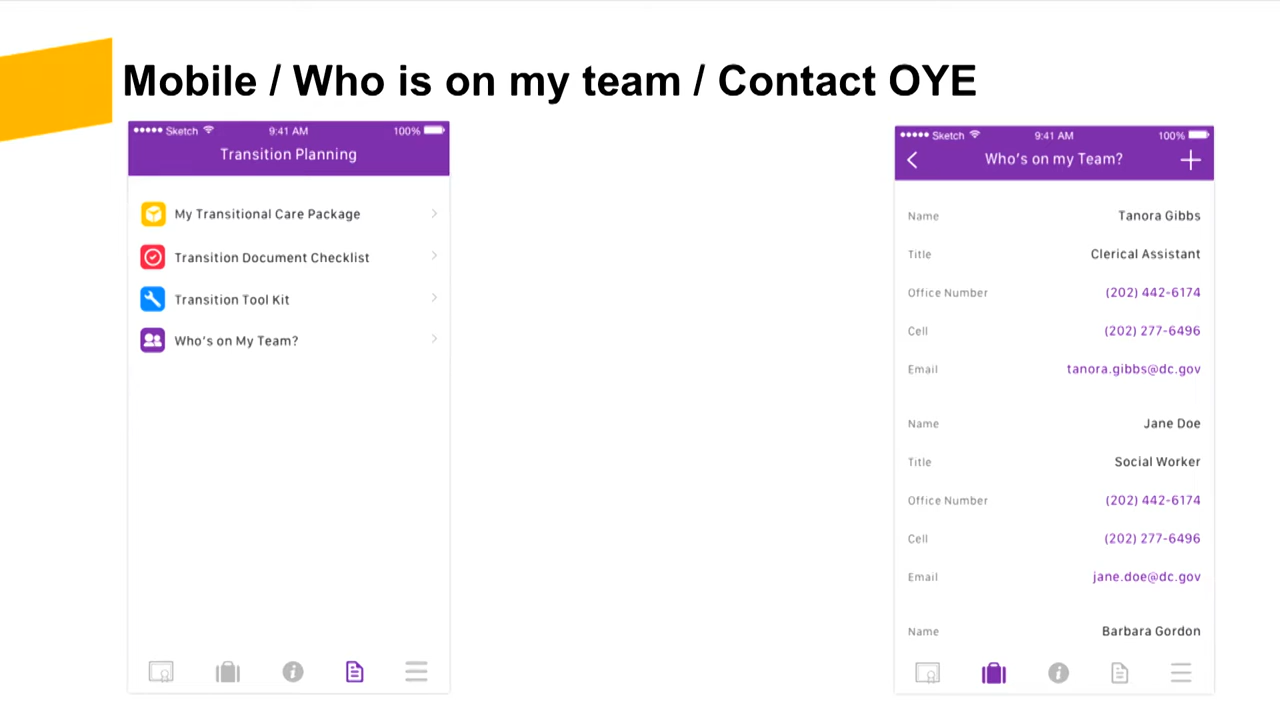 Mobile / Who is on my team / Contact OYE
Sketch 9:41 AM 100%
Transition Planning
My Transitional Care Package
Transition Document Checklist
Transition Tool Kit
Who's on My Team?
Sketch 9:41 AM 100%
Who's on my Team?
Name Tanora Gibbs
Title Clerical Assistant
Office Number (202) 442-6174
Cell (202) 277-6496
Email tanora.gibbs@dc.gov
Name Jane Doe
Title Social Worker
Office Number (202) 442-6174
Cell (202) 277-6496
Email jane.doe@dc.gov
Name Barbara Gordon